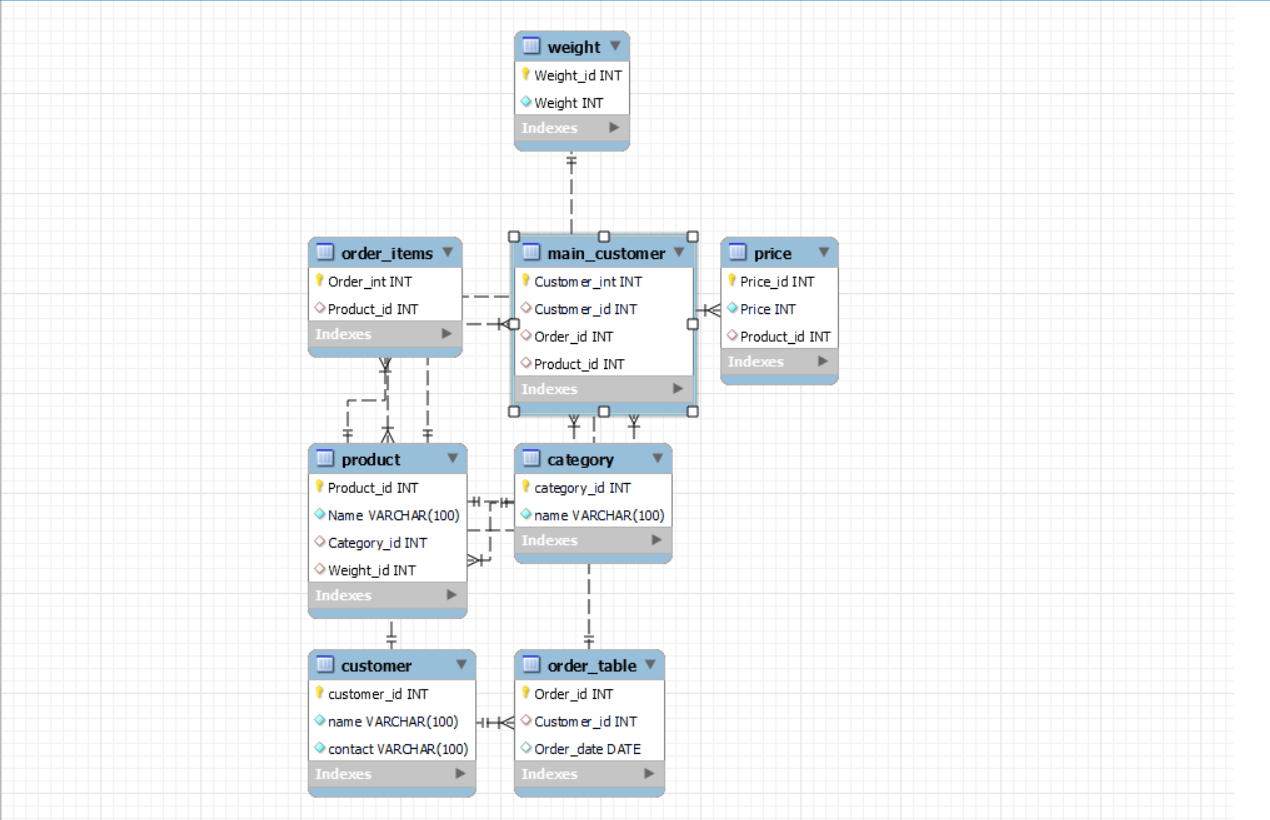 weight
Weight_id INT
Weight INT
Indexes
order_items
Order_int INT
Product_id INT
Indexes
main_customer
Customer_int INT
Customer_id INT
Order_id INT
Product_id INT
Indexes
price
Price_id INT
Price INT
Product_id INT
Indexes
product
Product_id INT
Name VARCHAR(100)
Category_id INT
Weight_id INT
Indexes
category
category_id INT
name VARCHAR(100)
Indexes
customer
customer_id INT
name VARCHAR(100)
contact VARCHAR(100)
Indexes
order_table
Order_id INT
Customer_id INT
Order_date DATE
Indexes